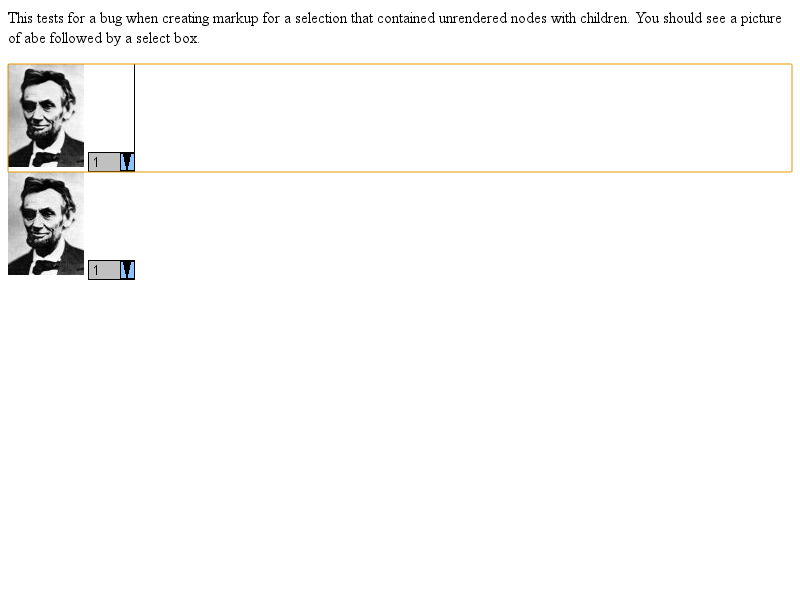 This tests for a bug when creating markup for a selection that contained unrendered nodes with children. You should see a picture
of abe followed by a select box.
1
1